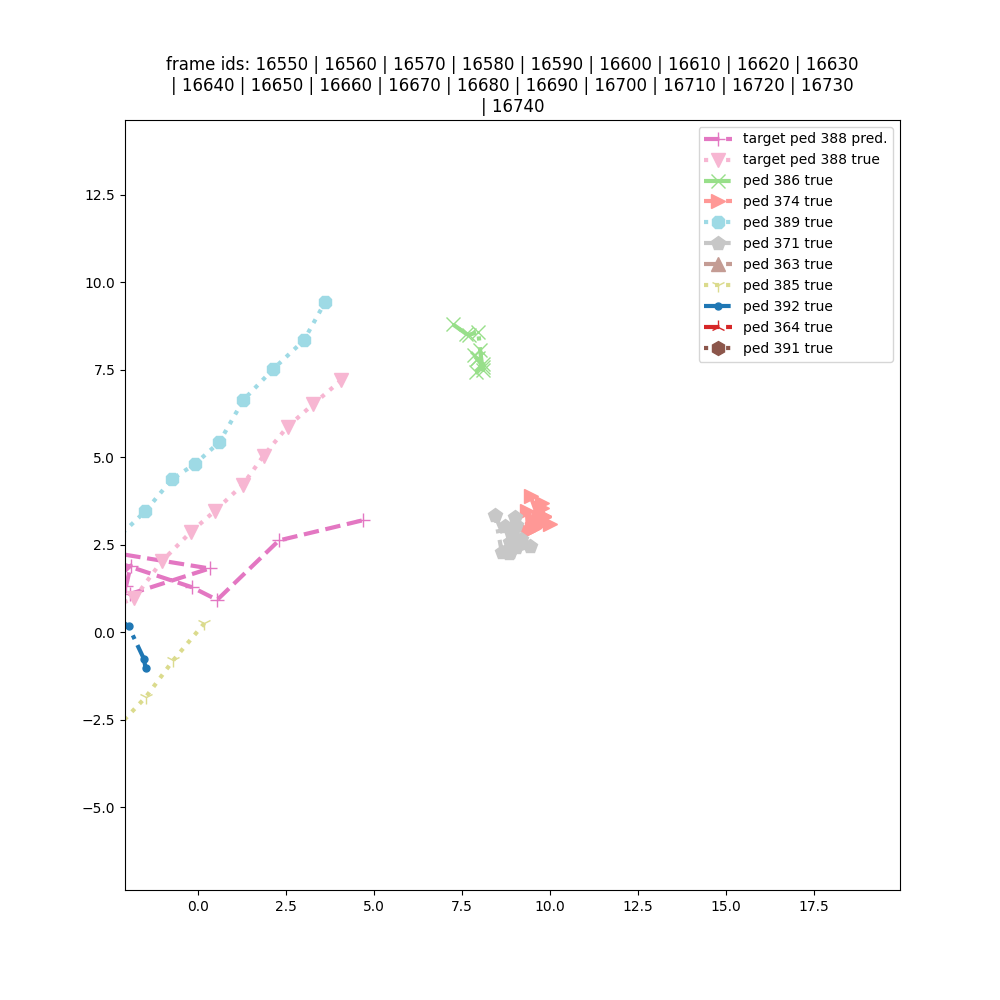 frame ids: 16550 | 16560 | 16570 | 16580 | 16590 | 16600 | 16610 | 16620 | 16630
| 16640 | 16650 | 16660 | 16670 | 16680 | 16690 | 16700 | 16710 | 16720 | 16730
| 16740
target ped 388 pred.
target ped 388 true
ped 386 true
ped 374 true
ped 389 true
ped 371 true
ped 363 true
ped 385 true
ped 392 true
ped 364 true
ped 391 true
12.5
10.0
7.5
5.0
2.5
0.0
−2.5
−5.0
0.0 2.5 5.0 7.5 10.0 12.5 15.0 17.5